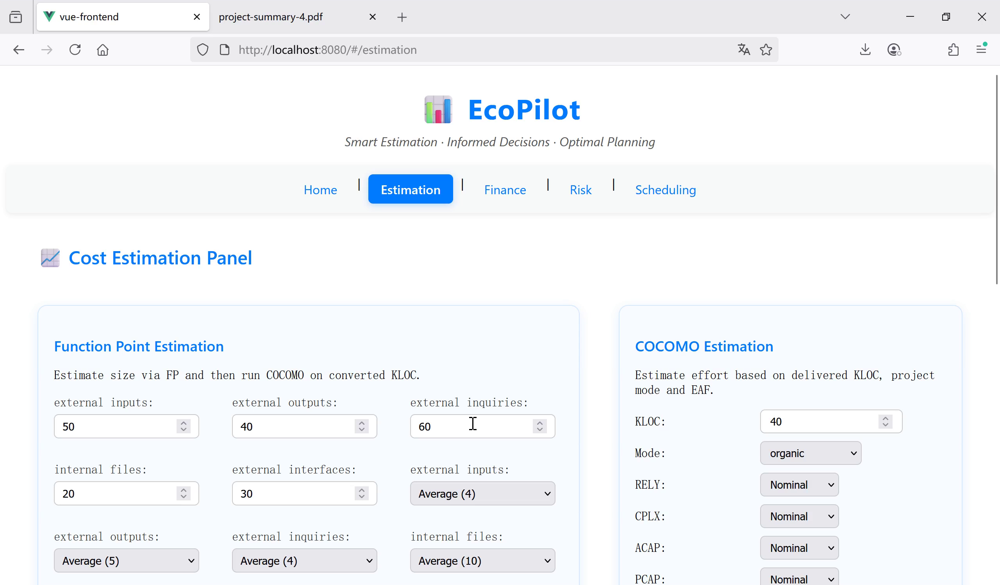 vue-frontend
project-summary-4.pdf
http://localhost:8080/#/estimation
EcoPilot
Smart Estimation · Informed Decisions · Optimal Planning
Home | Estimation | Finance | Risk | Scheduling
Cost Estimation Panel
Function Point Estimation
Estimate size via FP and then run COCOMO on converted KLOC.
external inputs: external outputs: external inquiries:
50 40 60
internal files: external interfaces: external inputs:
20 30 Average (4)
external outputs: external inquiries: internal files:
Average (5) Average (4) Average (10)
COCOMO Estimation
Estimate effort based on delivered KLOC, project
mode and EAF.
KLOC: 40
Mode: organic
RELY: Nominal
CPLX: Nominal
ACAP: Nominal
PCAP: Nominal